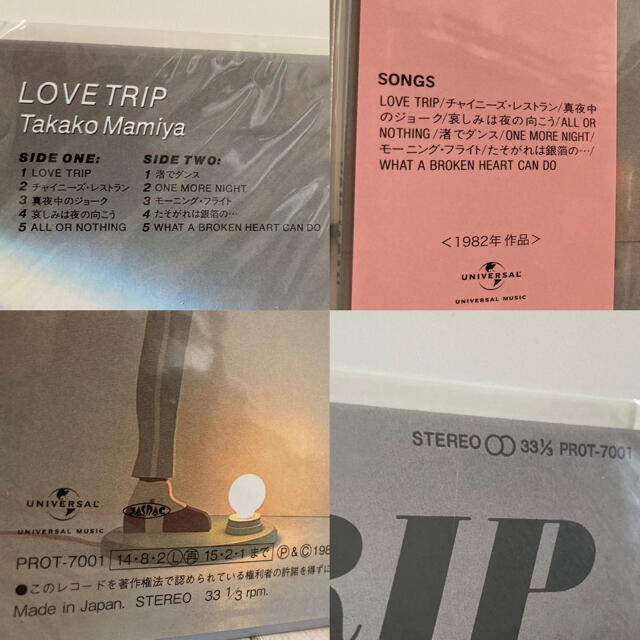 LOVE TRIP
Takako Mamiya
SIDE ONE:
1 LOVE TRIP
2 チャイニーズ・レストラン
3 真夜中のジョーク
4 哀しみは夜の向こう
5 ALL OR NOTHING
SIDE TWO:
1 渚でダンス
2 ONE MORE NIGHT
3 モーニング・フライト
4 たそがれは銀箔の…
5 WHAT A BROKEN HEART CAN DO
SONGS
LOVE TRIP/チャイニーズ・レストラン/真夜中
のジョーク/哀しみは夜の向こう/ALL OR
NOTHING/渚でダンス/ONE MORE NIGHT/
モーニング・フライト/たそがれは銀箔の…/
WHAT A BROKEN HEART CAN DO
<1982年作品>
UNIVERSAL
UNIVERSAL MUSIC
UNIVERSAL
UNIVERSAL MUSIC
JASRAC
PROT-7001 14・8・2 Ⓛ 再 15・2・1まで Ⓟ&Ⓒ198
●このレコードを著作権法で認められている権利者の許諾を得ずに
Made in Japan. STEREO 33 1/3 rpm.
STEREO 33 1/3 PROT-7001
RIP